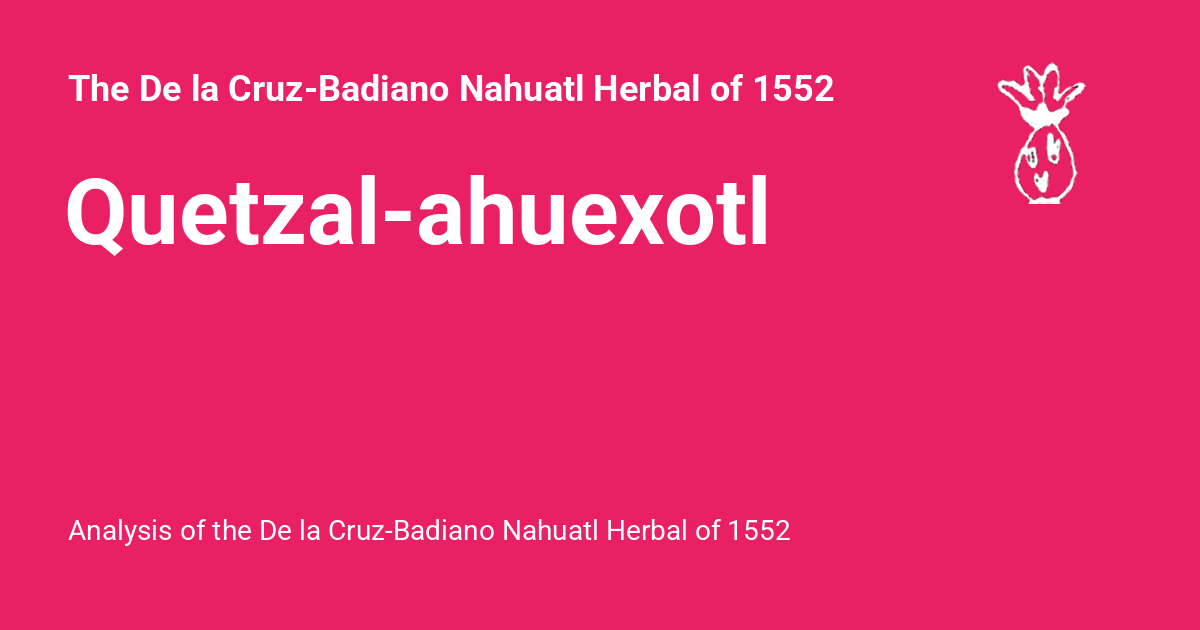 The De la Cruz-Badiano Nahuatl Herbal of 1552
Quetzal-ahuexotl
Analysis of the De la Cruz-Badiano Nahuatl Herbal of 1552